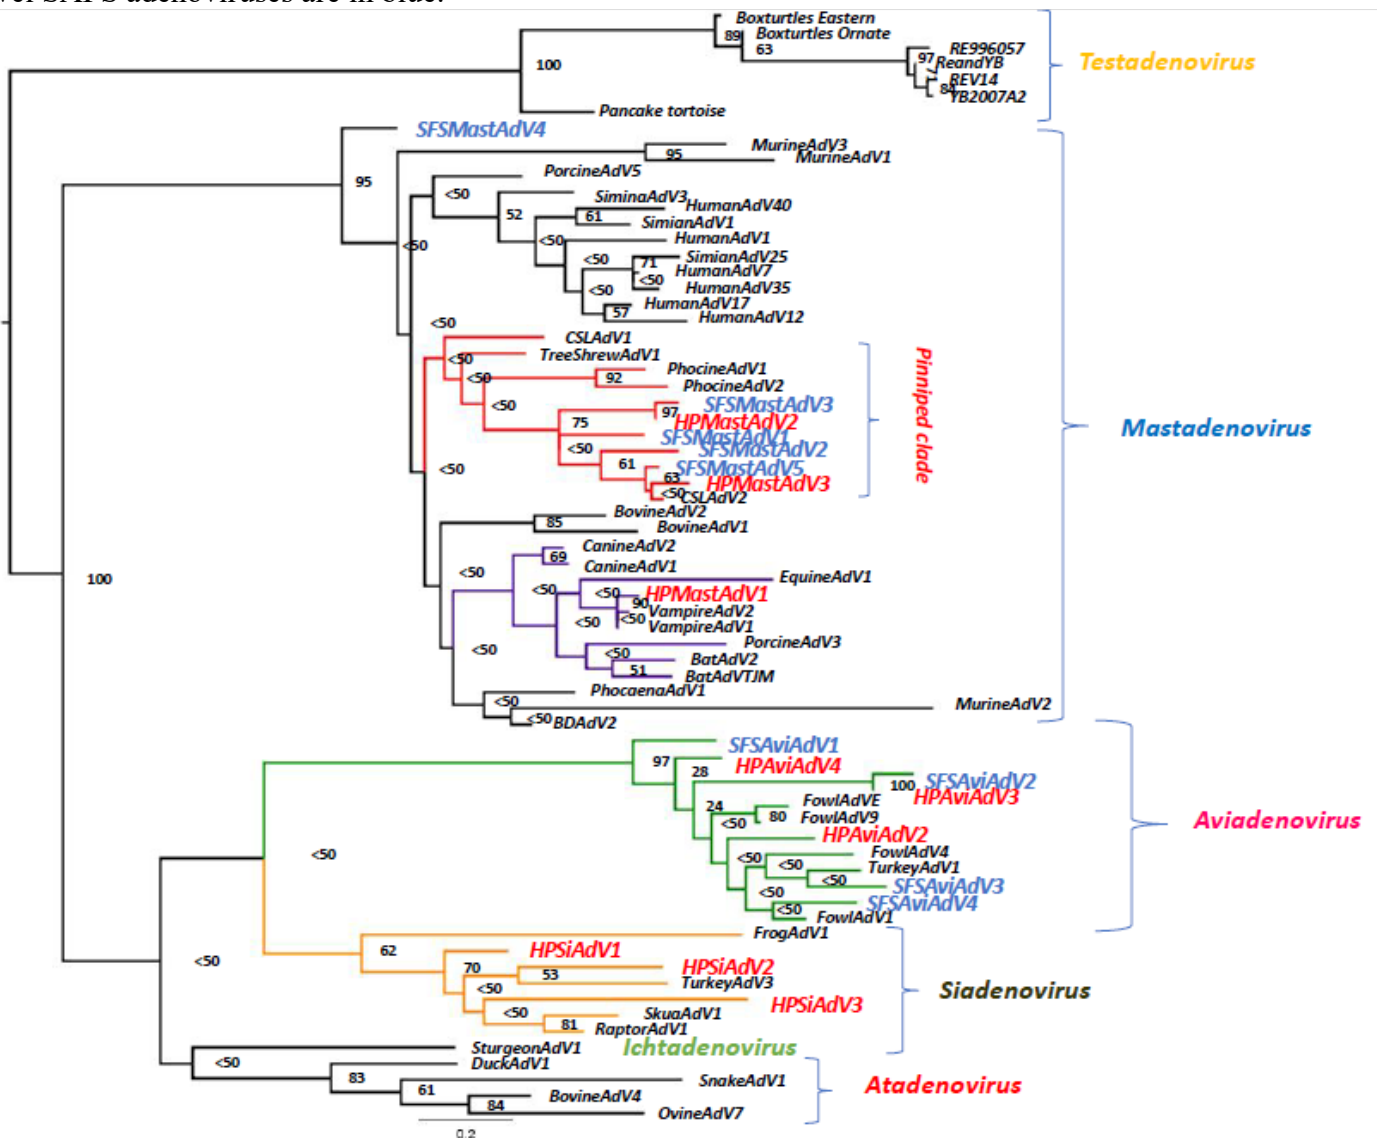 Boxturtles Eastern
89
Boxturtles Ornate
63
RE996057
97
ReandYB
71
REV14
84
YB2007A2
Testadenovirus
100
Pancake tortoise
SFSMastAdV4
95
MurineAdV3
95
MurineAdV1
PorcineAdV5
<50
SiminaAdV3
HumanAdV40
52
61
SimianAdV1
<50
HumanAdV1
<50
<50
SimianAdV25
71
HumanAdV7
<50
HumanAdV35
<50
HumanAdV17
57
HumanAdV12
<50
CSLAdV1
<50
TreeShrewAdV1
PhocineAdV1
<50
92
PhocineAdV2
<50
SFSMastAdV3
97
HPMastAdV2
75
SFSMastAdV1
<50
SFSMastAdV2
61
SFSMastAdV5
63
HPMastAdV3
<50
CSLAdV2
Pinniped clade
Mastadenovirus
<50
BovineAdV2
85
BovineAdV1
CanineAdV2
69
CanineAdV1
<50
EquineAdV1
100
<50
<50
HPMastAdV1
90
VampireAdV2
<50
<50
VampireAdV1
PorcineAdV3
<50
<50
BatAdV2
51
BatAdVTJM
PhocaenaAdV1
<50
MurineAdV2
<50
BDAdV2
SFSAviAdV1
97
HPAviAdV4
28
SFSAviAdV2
100
HPAviAdV3
FowlAdVE
24
80
FowlAdV9
<50
HPAviAdV2
Aviadenovirus
<50
<50
FowlAdV4
<50
TurkeyAdV1
<50
SFSAviAdV3
<50
SFSAviAdV4
<50
FowlAdV1
FrogAdV1
62
HPSiAdV1
<50
70
HPSiAdV2
53
TurkeyAdV3
<50
HPSiAdV3
Siadenovirus
<50
SkuaAdV1
81
RaptorAdV1
SturgeonAdV1
Ichtadenovirus
<50
DuckAdV1
83
SnakeAdV1
61
BovineAdV4
84
OvineAdV7
Atadenovirus
0.2